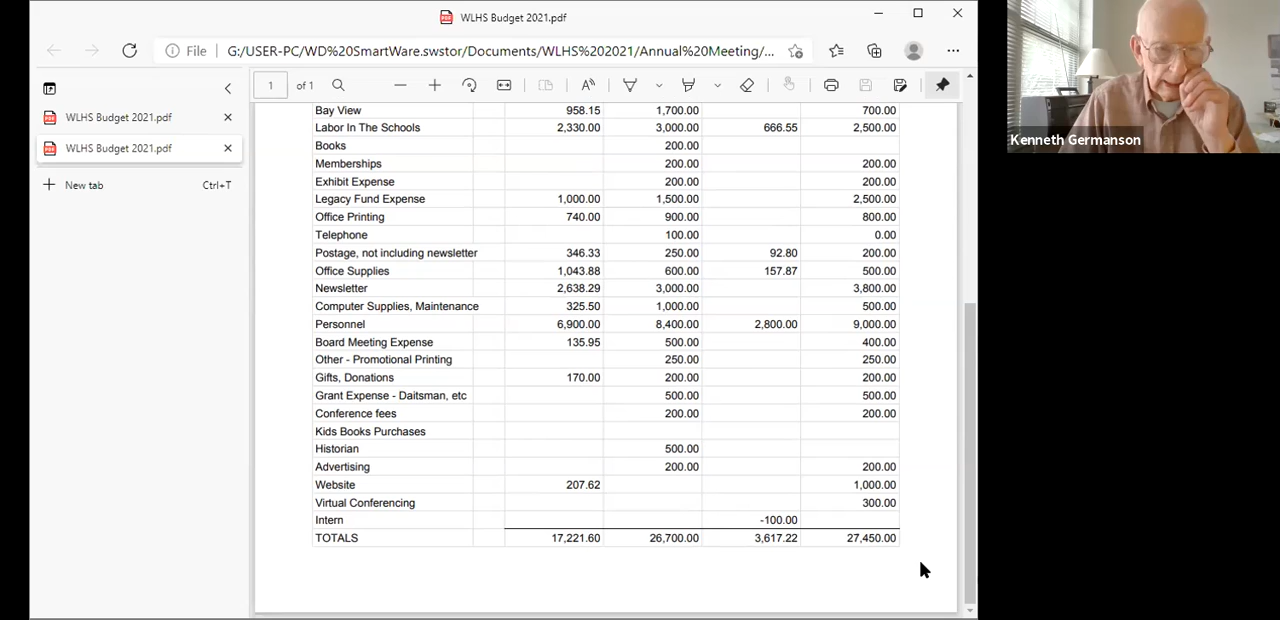 WLHS Budget 2021.pdf
File G:/USER-PC/WD%20SmartWare.swstor/Documents/WLHS%202021/Annual%20Meeting/...
1 of
WLHS Budget 2021.pdf
WLHS Budget 2021.pdf
New tab Ctrl+T
Kenneth Germanson
View 958.15 1,700.00 700.00
Labor In The Schools 2,330.00 3,000.00 666.55 2,500.00
Books 200.00
Memberships 200.00 200.00
Exhibit Expense 200.00 200.00
Legacy Fund Expense 1,000.00 1,500.00 2,500.00
Office Printing 740.00 900.00 800.00
Telephone 100.00 0.00
Postage, not including newsletter 346.33 250.00 92.80 200.00
Office Supplies 1,043.88 600.00 157.87 500.00
Newsletter 2,638.29 3,000.00 3,800.00
Computer Supplies, Maintenance 325.50 1,000.00 500.00
Personnel 6,900.00 8,400.00 2,800.00 9,000.00
Board Meeting Expense 135.95 500.00 400.00
Other - Promotional Printing 250.00 250.00
Gifts, Donations 170.00 200.00 200.00
Grant Expense - Daitsman, etc 500.00 500.00
Conference fees 200.00 200.00
Kids Books Purchases
Historian 500.00
Advertising 200.00 200.00
Website 207.62 1,000.00
Virtual Conferencing 300.00
Intern -100.00
TOTALS 17,221.60 26,700.00 3,617.22 27,450.00